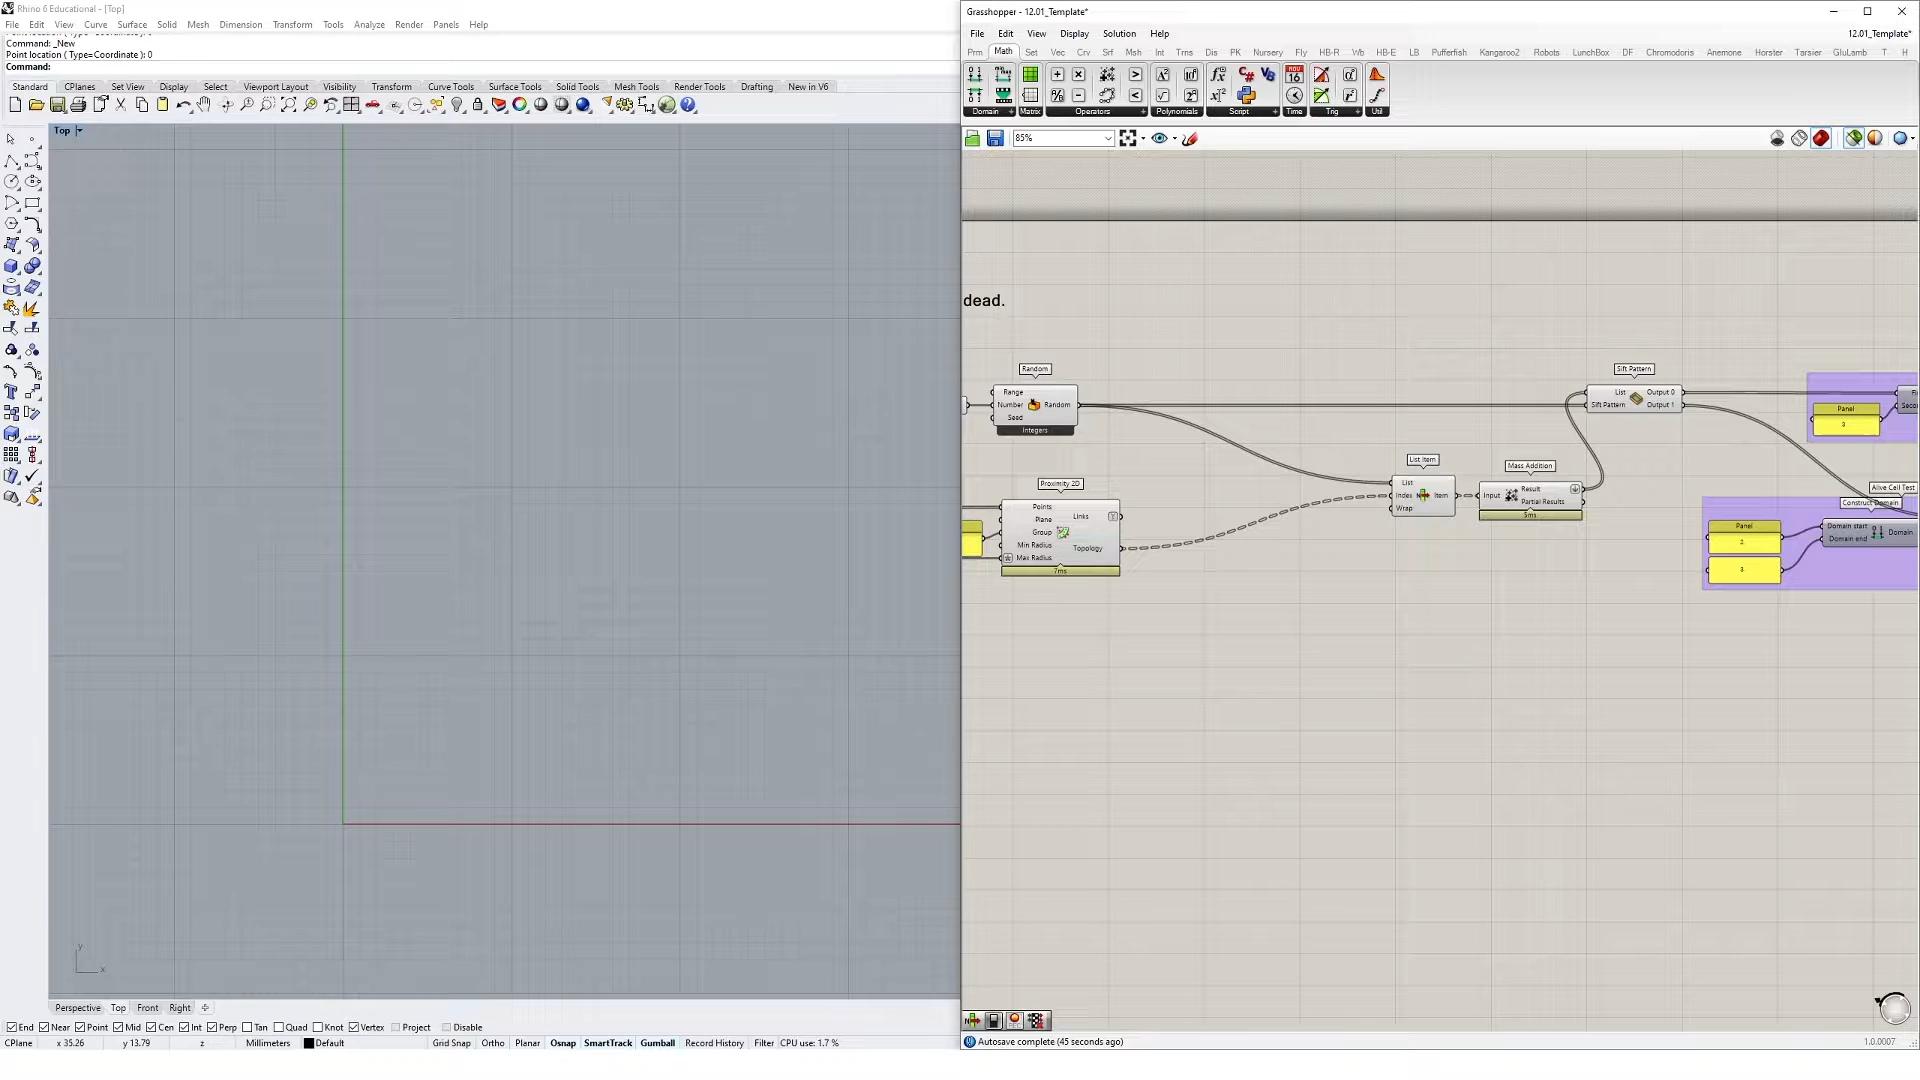 Rhino 6 Educational - [Top]
File Edit View Curve Surface Solid Mesh Dimension Transform Tools Analyze Render Panels Help
Command: _New
Point location ( Type=Coordinate ): 0
Command:
Standard CPlanes Set View Display Select Viewport Layout Visibility Transform Curve Tools Surface Tools Solid Tools Mesh Tools Render Tools Drafting New in V6
Top
y
x
Perspective Top Front Right
End Near Point Mid Cen Int Perp Tan Quad Knot Vertex Project Disable
CPlane x 35.26 y 13.79 z Millimeters Default Grid Snap Ortho Planar Osnap SmartTrack Gumball Record History Filter CPU use: 1.7 %
Grasshopper - 12.01_Template*
File Edit View Display Solution Help
12.01_Template*
Prm Math Set Vec Crv Srf Msh Int Trns Dis PK Nursery Fly HB-R Wb HB-E LB Pufferfish Kangaroo2 Robots LunchBox DF Chromodoris Anemone Horster Tarsier GluLamb T H
Domain Matrix Operators Polynomials Script Time Trig Util
85%
dead.
Random
Range
Number Random
Seed
Integers
Sift Pattern
List Output 0
Sift Pattern Output 1
Panel
3
List Item
List
Index Item
Wrap
Mass Addition
Result
Input
Partial Results
5ms
Proximity 2D
Points
Links
Plane
Group
Min Radius
Topology
Max Radius
7ms
Alive Cell Test
Construct Domain
Panel
2
3
Domain start
Domain
Domain end
Autosave complete (45 seconds ago)
1.0.0007